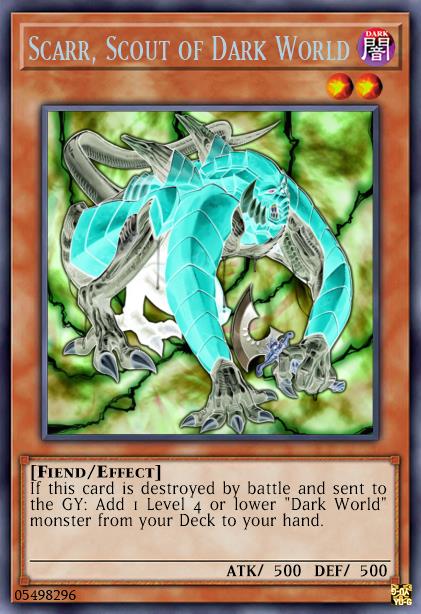 Scarr, Scout of Dark World
DARK
闇
[Fiend/Effect]
If this card is destroyed by battle and sent to
the GY: Add 1 Level 4 or lower "Dark World"
monster from your Deck to your hand.
ATK/ 500 DEF/ 500
05498296